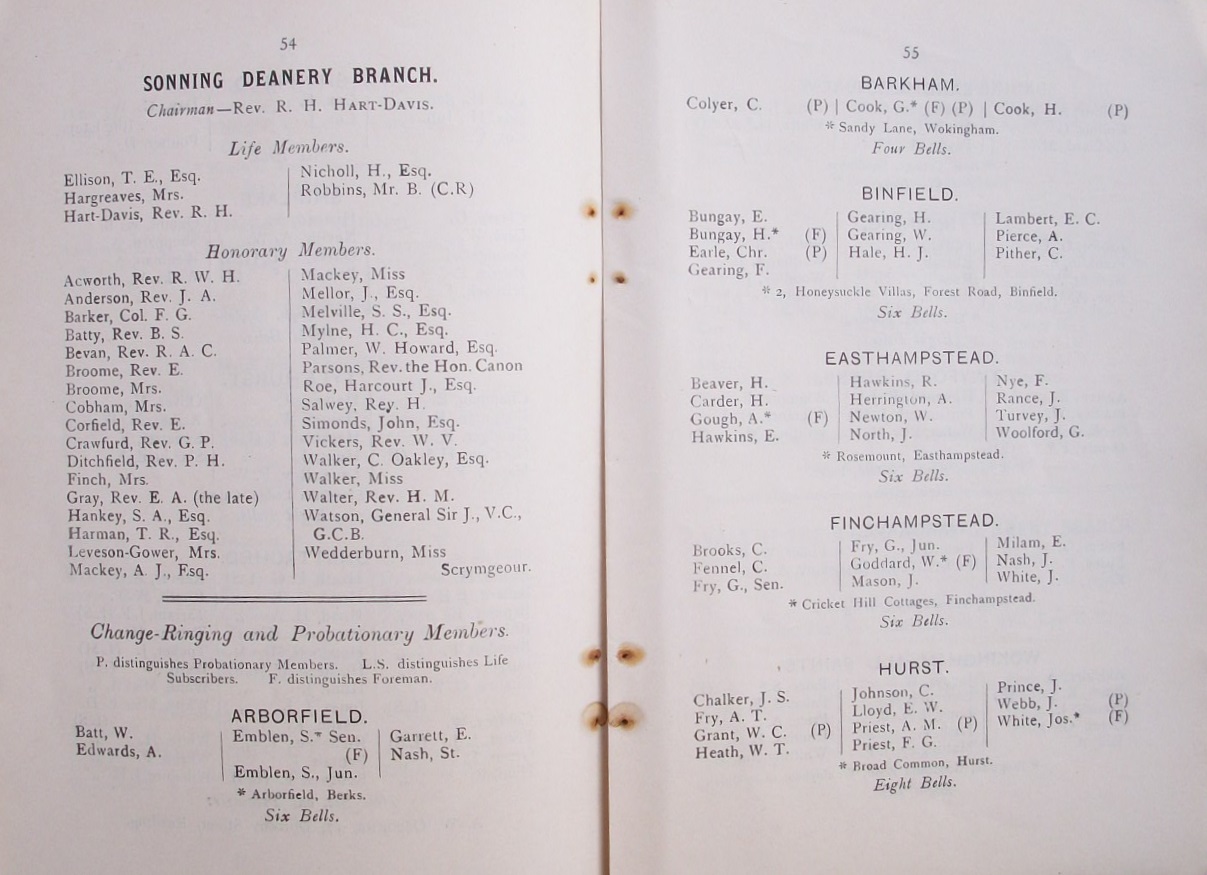 54
SONNING DEANERY BRANCH.
Chairman—Rev. R. H. Hart-Davis.
Life Members.
Ellison, T. E., Esq.
Hargreaves, Mrs.
Hart-Davis, Rev. R. H.
Nicholl, H., Esq.
Robbins, Mr. B. (C.R)
Honorary Members.
Acworth, Rev. R. W. H.
Anderson, Rev. J. A.
Barker, Col. F. G.
Batty, Rev. B. S.
Bevan, Rev. R. A. C.
Broome, Rev. E.
Broome, Mrs.
Cobham, Mrs.
Corfield, Rev. E.
Crawfurd, Rev. G. P.
Ditchfield, Rev. P. H.
Finch, Mrs.
Gray, Rev. E. A. (the late)
Hankey, S. A., Esq.
Harman, T. R., Esq.
Leveson-Gower, Mrs.
Mackey, A. J., Esq.
Mackey, Miss
Mellor, J., Esq.
Melville, S. S., Esq.
Mylne, H. C., Esq.
Palmer, W. Howard, Esq.
Parsons, Rev. the Hon. Canon
Roe, Harcourt J., Esq.
Salwey, Rev. H.
Simonds, John, Esq.
Vickers, Rev. W. V.
Walker, C. Oakley, Esq.
Walker, Miss
Walter, Rev. H. M.
Watson, General Sir J., V.C.,
G.C.B.
Wedderburn, Miss
Scrymgeour.
Change-Ringing and Probationary Members.
P. distinguishes Probationary Members. L.S. distinguishes Life
Subscribers. F. distinguishes Foreman.
ARBORFIELD.
Batt, W.
Edwards, A.
Emblen, S.* Sen.
(F)
Emblen, S., Jun.
Garrett, E.
Nash, St.
* Arborfield, Berks.
Six Bells.
55
BARKHAM.
Colyer, C. (P) | Cook, G.* (F) (P) | Cook, H. (P)
* Sandy Lane, Wokingham.
Four Bells.
BINFIELD.
Bungay, E.
Bungay, H.* (F)
Earle, Chr. (P)
Gearing, F.
Gearing, H.
Gearing, W.
Hale, H. J.
Lambert, E. C.
Pierce, A.
Pither, C.
* 2, Honeysuckle Villas, Forest Road, Binfield.
Six Bells.
EASTHAMPSTEAD.
Beaver, H.
Carder, H.
Gough, A.* (F)
Hawkins, E.
Hawkins, R.
Herrington, A.
Newton, W.
North, J.
Nye, F.
Rance, J.
Turvey, J.
Woolford, G.
* Rosemount, Easthampstead.
Six Bells.
FINCHAMPSTEAD.
Brooks, C.
Fennel, C.
Fry, G., Sen.
Fry, G., Jun.
Goddard, W.* (F)
Mason, J.
Milam, E.
Nash, J.
White, J.
* Cricket Hill Cottages, Finchampstead.
Six Bells.
HURST.
Chalker, J. S.
Fry, A. T.
Grant, W. C. (P)
Heath, W. T.
Johnson, C.
Lloyd, E. W.
Priest, A. M. (P)
Priest, F. G.
Prince, J.
Webb, J. (P)
White, Jos.* (F)
* Broad Common, Hurst.
Eight Bells.